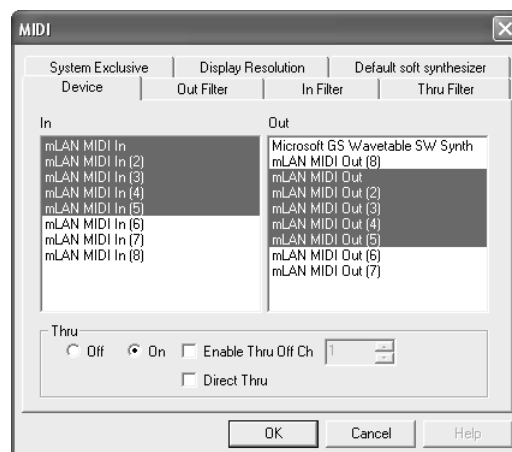 MIDI
System Exclusive
Display Resolution
Default soft synthesizer
Device
Out Filter
In Filter
Thru Filter
In
mLAN MIDI In
mLAN MIDI In (2)
mLAN MIDI In (3)
mLAN MIDI In (4)
mLAN MIDI In (5)
mLAN MIDI In (6)
mLAN MIDI In (7)
mLAN MIDI In (8)
Out
Microsoft GS Wavetable SW Synth
mLAN MIDI Out (8)
mLAN MIDI Out
mLAN MIDI Out (2)
mLAN MIDI Out (3)
mLAN MIDI Out (4)
mLAN MIDI Out (5)
mLAN MIDI Out (6)
mLAN MIDI Out (7)
Thru
Off
On
Enable Thru Off Ch
1
Direct Thru
OK
Cancel
Help